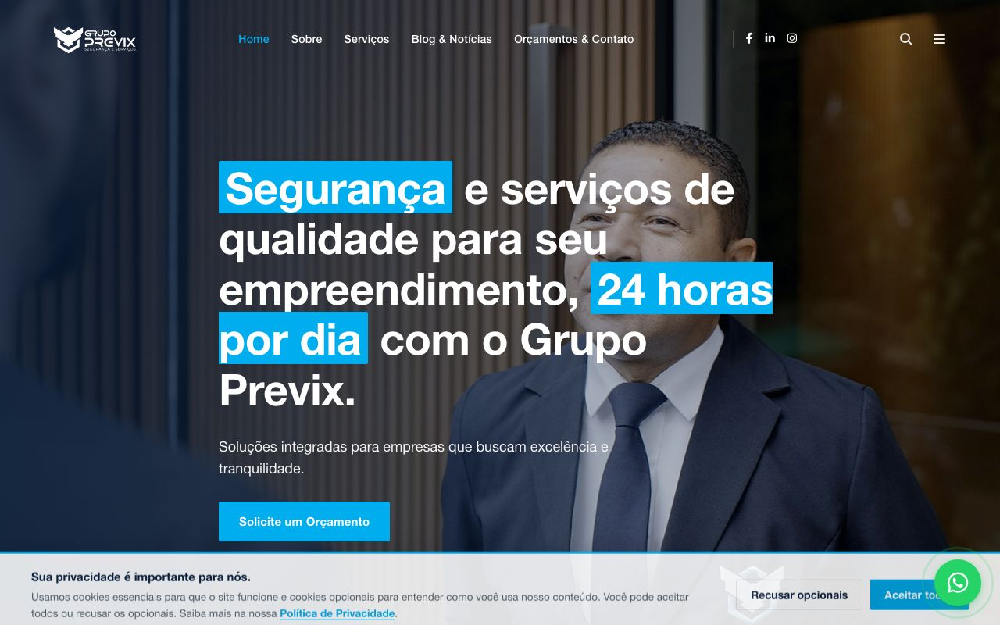 GRUPO
PREVIX
SEGURANÇA E SERVIÇOS
Home
Sobre
Serviços
Blog & Notícias
Orçamentos & Contato
Segurança e serviços de
qualidade para seu
empreendimento, 24 horas
por dia com o Grupo
Previx.
Soluções integradas para empresas que buscam excelência e
tranquilidade.
Solicite um Orçamento
Sua privacidade é importante para nós.
Usamos cookies essenciais para que o site funcione e cookies opcionais para entender como você usa nosso conteúdo. Você pode aceitar
todos ou recusar os opcionais. Saiba mais na nossa Política de Privacidade.
Recusar opcionais
Aceitar